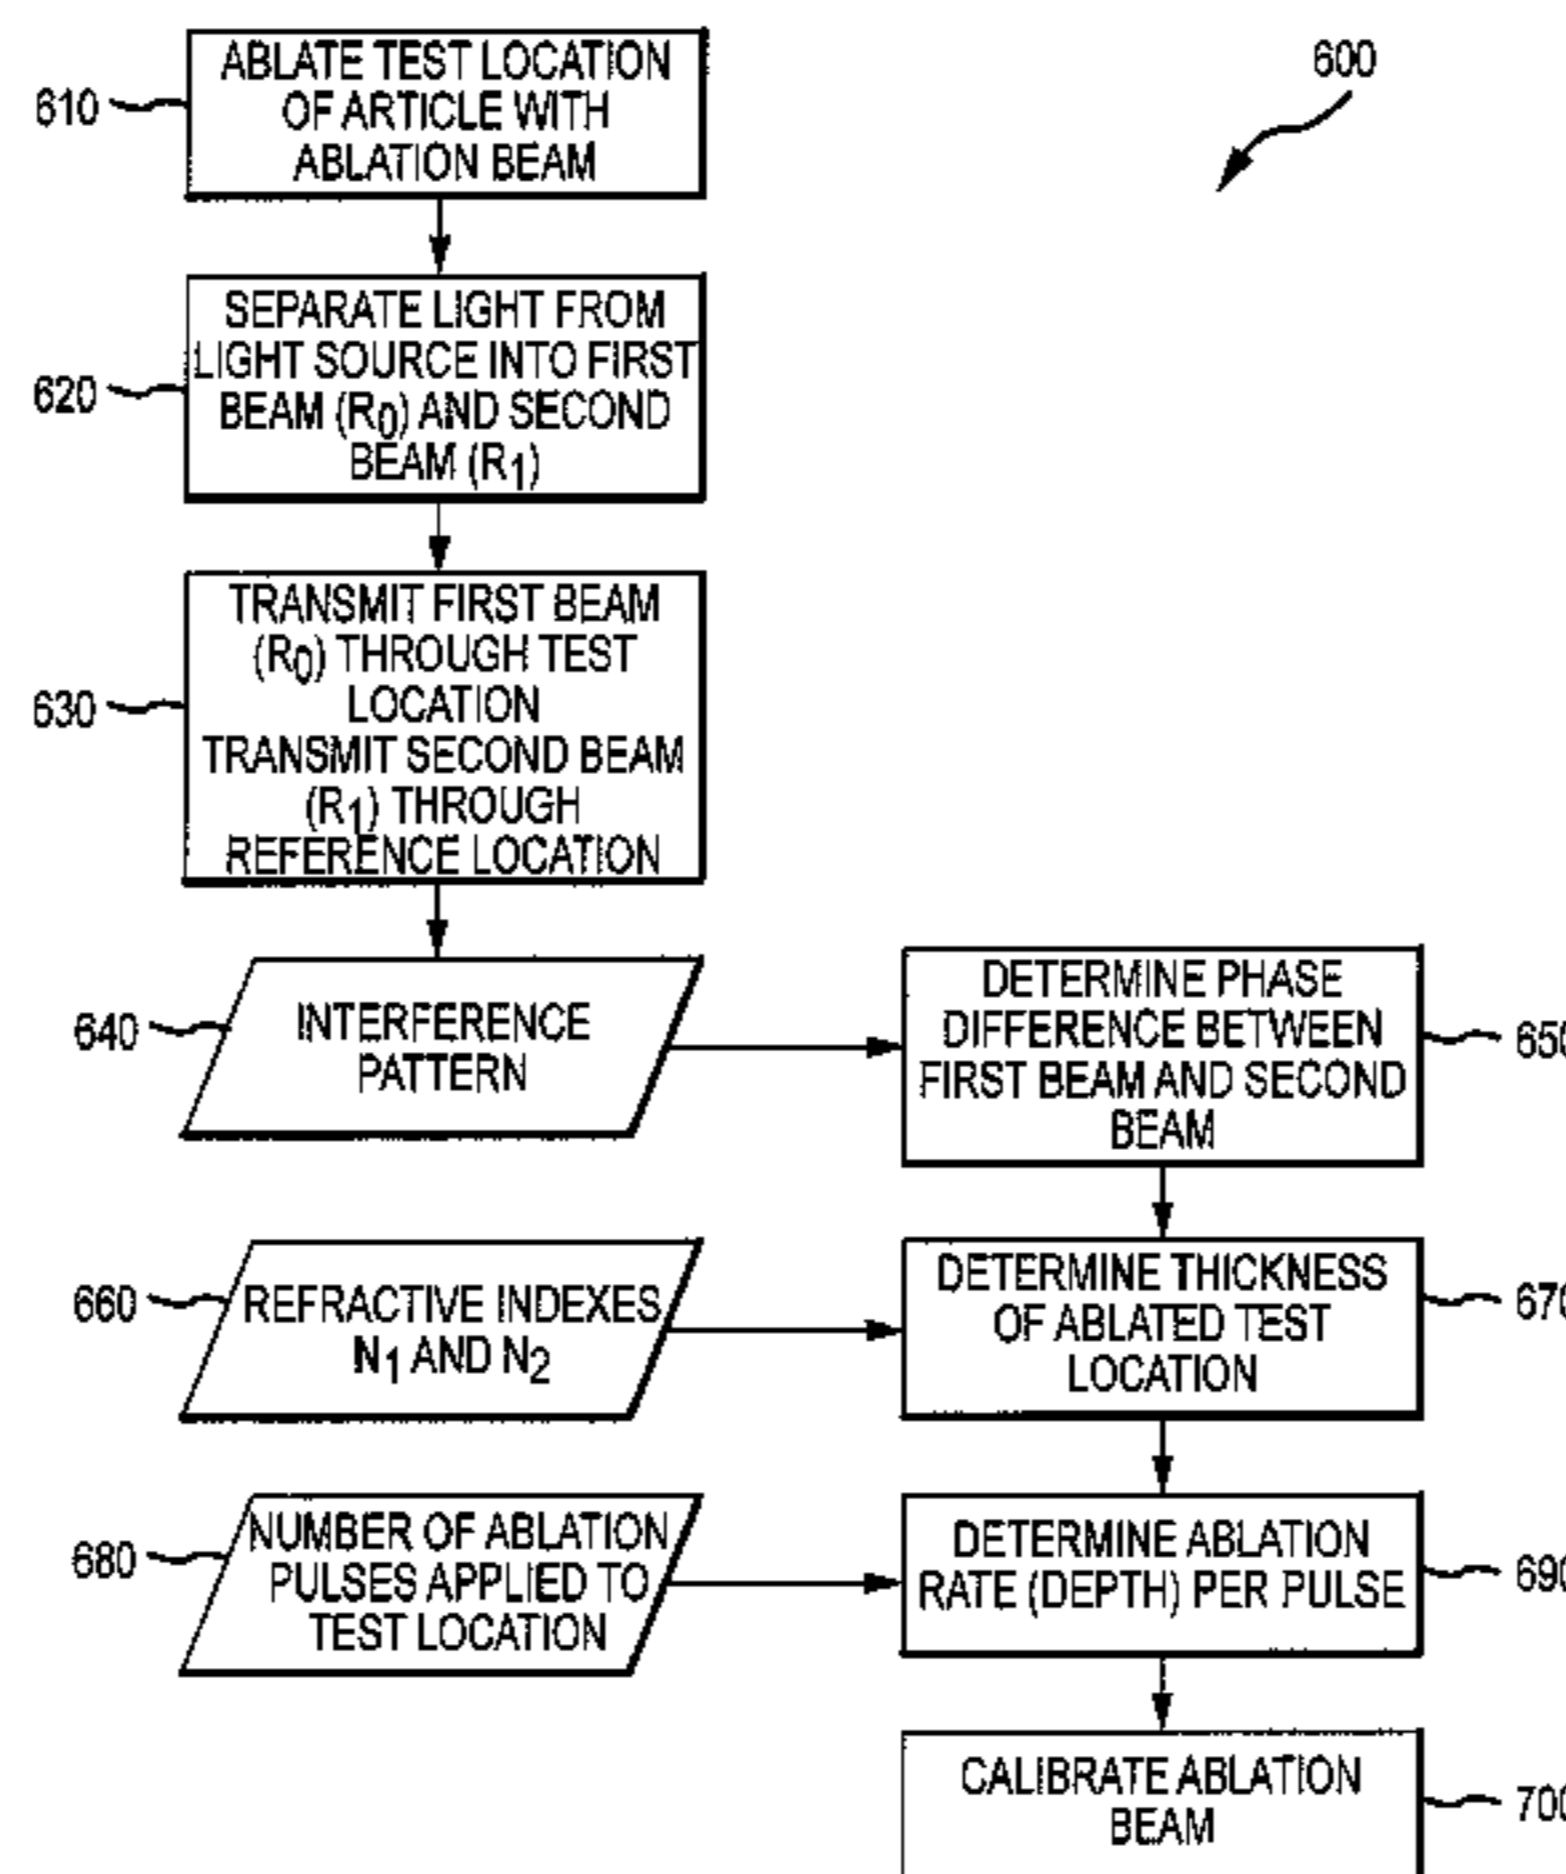 600
610
ABLATE TEST LOCATION
OF ARTICLE WITH
ABLATION BEAM
620
SEPARATE LIGHT FROM
LIGHT SOURCE INTO FIRST
BEAM (R0) AND SECOND
BEAM (R1)
630
TRANSMIT FIRST BEAM
(R0) THROUGH TEST
LOCATION
TRANSMIT SECOND BEAM
(R1) THROUGH
REFERENCE LOCATION
640
INTERFERENCE
PATTERN
DETERMINE PHASE
DIFFERENCE BETWEEN
FIRST BEAM AND SECOND
BEAM
650
660
REFRACTIVE INDEXES
N1 AND N2
DETERMINE THICKNESS
OF ABLATED TEST
LOCATION
670
680
NUMBER OF ABLATION
PULSES APPLIED TO
TEST LOCATION
DETERMINE ABLATION
RATE (DEPTH) PER PULSE
690
CALIBRATE ABLATION
BEAM
700